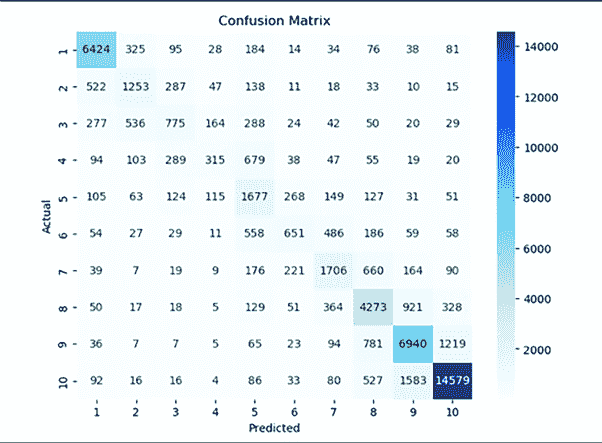 Confusion Matrix
1 6424 325 95 28 184 14 34 76 38 81
2 522 1253 287 47 138 11 18 33 10 15
3 277 536 775 164 288 24 42 50 20 29
4 94 103 289 315 679 38 47 55 19 20
5 105 63 124 115 1677 268 149 127 31 51
6 54 27 29 11 558 651 486 186 59 58
7 39 7 19 9 176 221 1706 660 164 90
8 50 17 18 5 129 51 364 4273 921 328
9 36 7 7 5 65 23 94 781 6940 1219
10 92 16 16 4 86 33 80 527 1583 14579
1 2 3 4 5 6 7 8 9 10
Predicted
Actual
14000
12000
10000
8000
6000
4000
2000